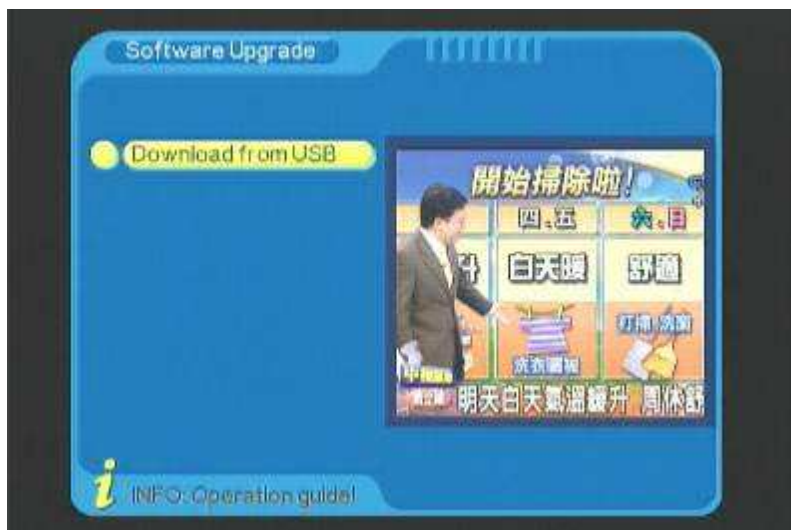 Software Upgrade
Download from USB
開始掃除啦!
四、五
六、日
升
白天暖
舒適
打掃 洗窗
洗衣曬被
明天白天氣溫緩升 周休舒
INFO: Operation guide!